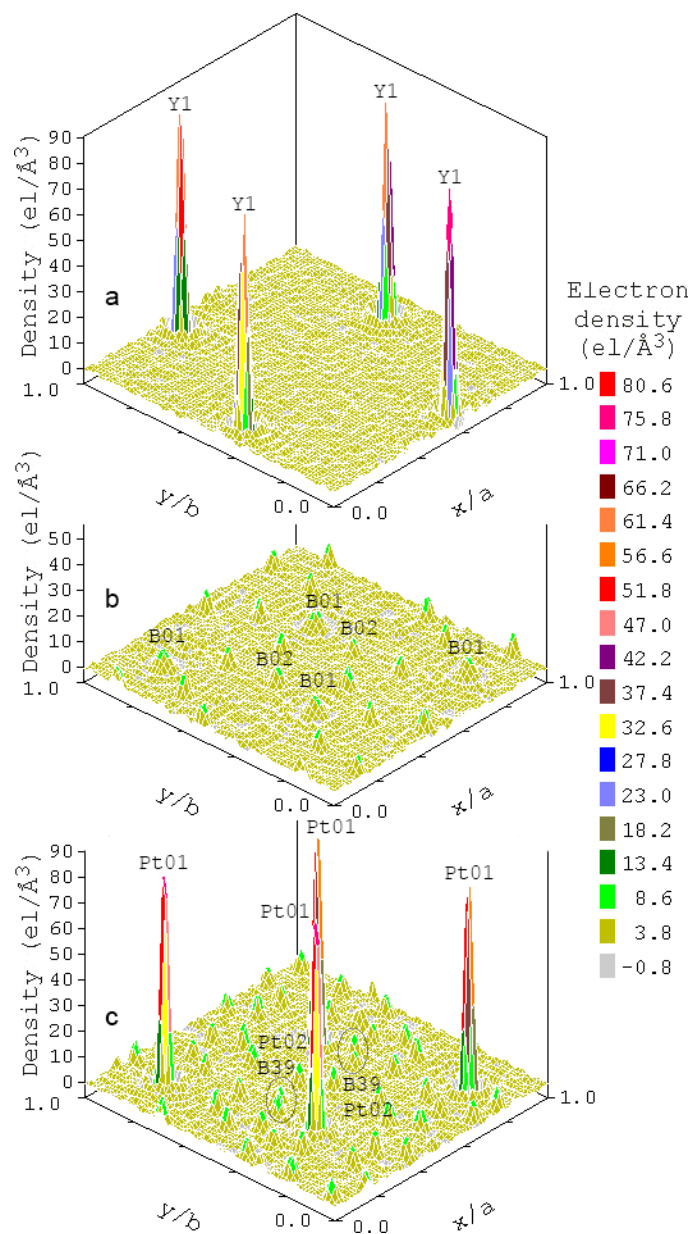 Y1
Y1
Y1
Y1
90
80
70
60
50
40
30
20
10
0
Density (el/Å3)
a
1.0
y/b
0.0
0.0
x/a
1.0
Electron
density
(el/Å3)
80.6
75.8
71.0
66.2
61.4
56.6
51.8
47.0
42.2
37.4
32.6
27.8
23.0
18.2
13.4
8.6
3.8
-0.8
50
40
30
20
10
0
Density (el/Å3)
b
B01
B01
B02
B02
B01
B01
1.0
y/b
0.0
0.0
x/a
1.0
Pt01
Pt01
Pt01
Pt01
90
80
70
60
50
40
30
20
10
0
Density (el/Å3)
c
Pt02
B39
B39
Pt02
1.0
y/b
0.0
0.0
x/a
1.0